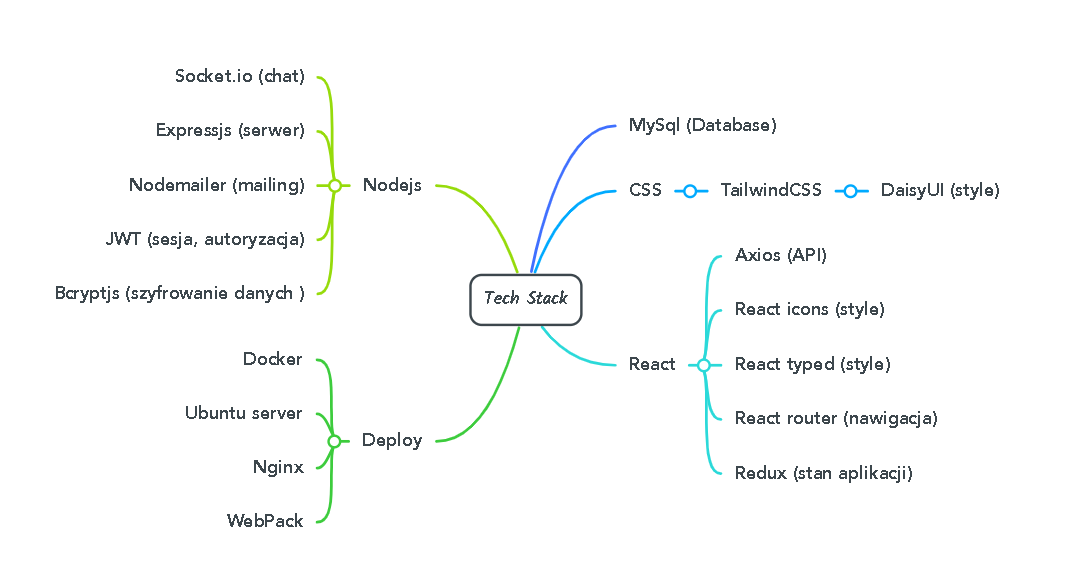 Socket.io (chat)
Expressjs (serwer)
Nodemailer (mailing)
JWT (sesja, autoryzacja)
Bcryptjs (szyfrowanie danych )
Nodejs
Docker
Ubuntu server
Nginx
WebPack
Deploy
Tech Stack
MySql (Database)
CSS
TailwindCSS
DaisyUI (style)
React
Axios (API)
React icons (style)
React typed (style)
React router (nawigacja)
Redux (stan aplikacji)